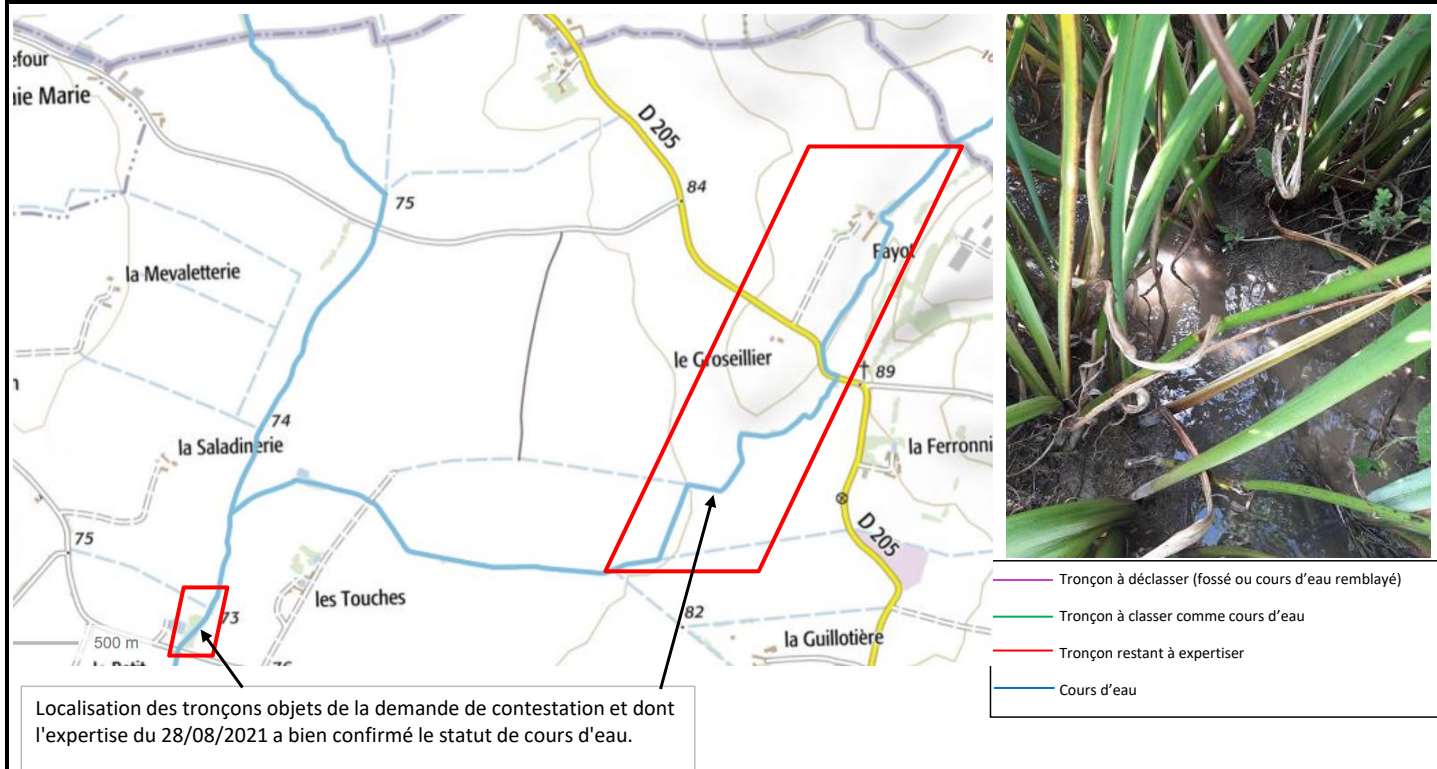 efour
ie Marie
D 205
84
75
Fayot
la Mevaletterie
le Groseillier
89
74
la Saladinerie
la Ferronni
75
D 205
les Touches
73
82
500 m
la Guillotière
76
Petit
Tronçon à déclasser (fossé ou cours d'eau remblayé)
Tronçon à classer comme cours d'eau
Tronçon restant à expertiser
Cours d'eau
Localisation des tronçons objets de la demande de contestation et dont
l'expertise du 28/08/2021 a bien confirmé le statut de cours d'eau.